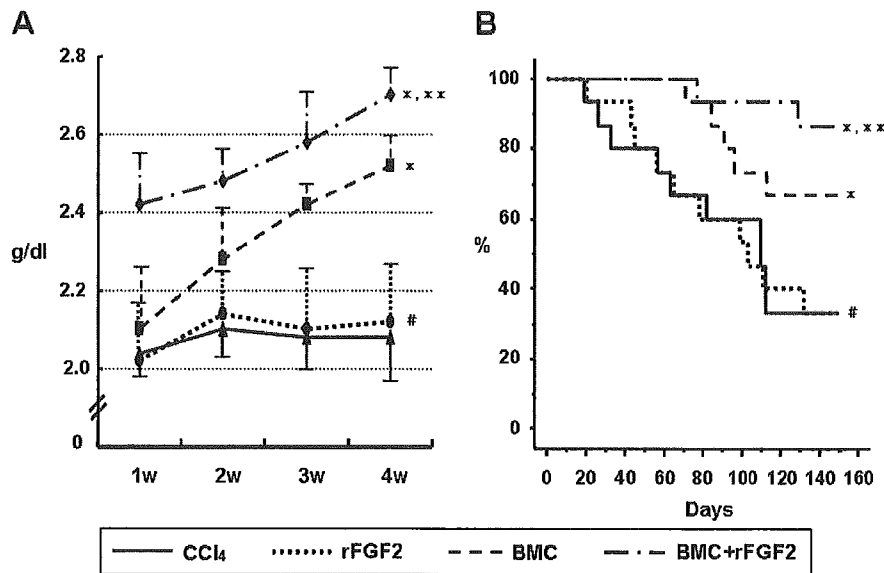 A
2.8
2.6
2.4
g/dl
2.2
2.0
0
1w 2w 3w 4w
*, **
*
#
B
100
80
60
%
40
20
0
0 20 40 60 80 100 120 140 160
Days
*, **
*
#
CCl₄ rFGF2 BMC BMC+rFGF2